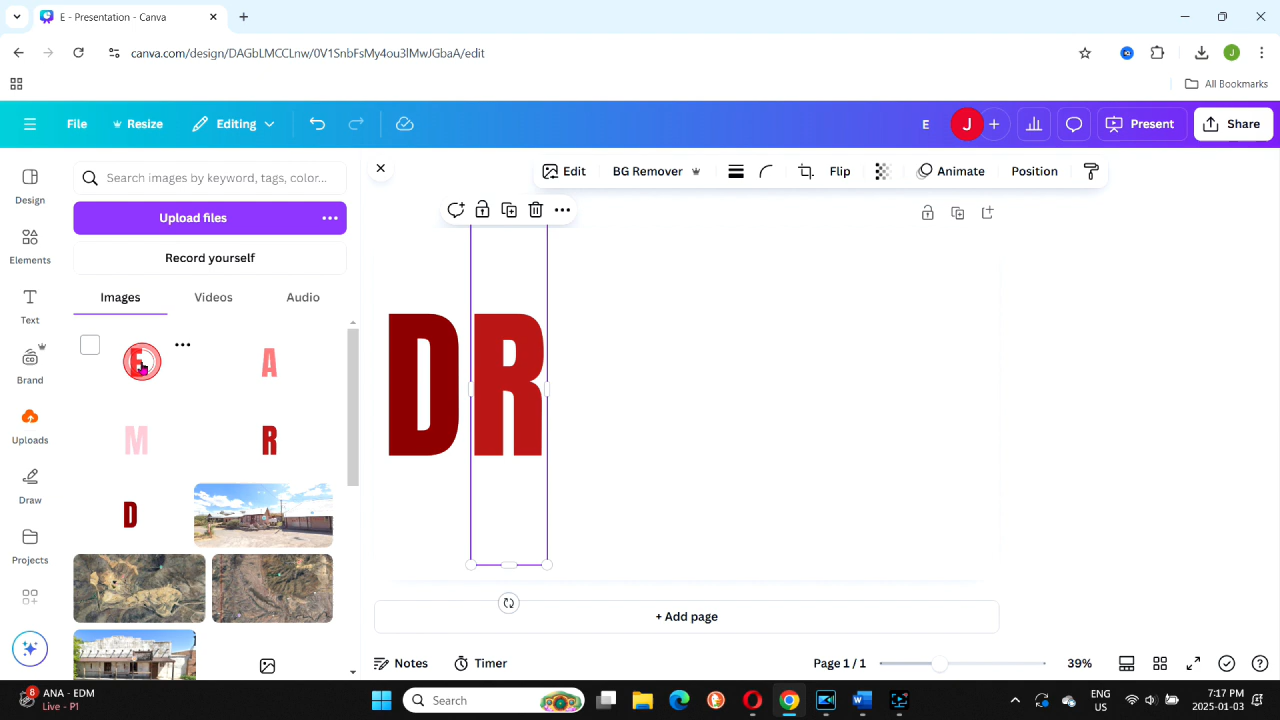 E - Presentation - Canva
canva.com/design/DAGbLMCCLnw/0V1SnbFsMy4ou3lMwJGbaA/edit
All Bookmarks
File
Resize
Editing
E
J
Present
Share
Design
Elements
Text
Brand
Uploads
Draw
Projects
Search images by keyword, tags, color...
Upload files
Record yourself
Images
Videos
Audio
E
A
M
R
D
Edit
BG Remover
Flip
Animate
Position
DR
+ Add page
Notes
Timer
Page 1 / 1
39%
8
ANA - EDM
Live - P1
Search
ENG
US
7:17 PM
2025-01-03